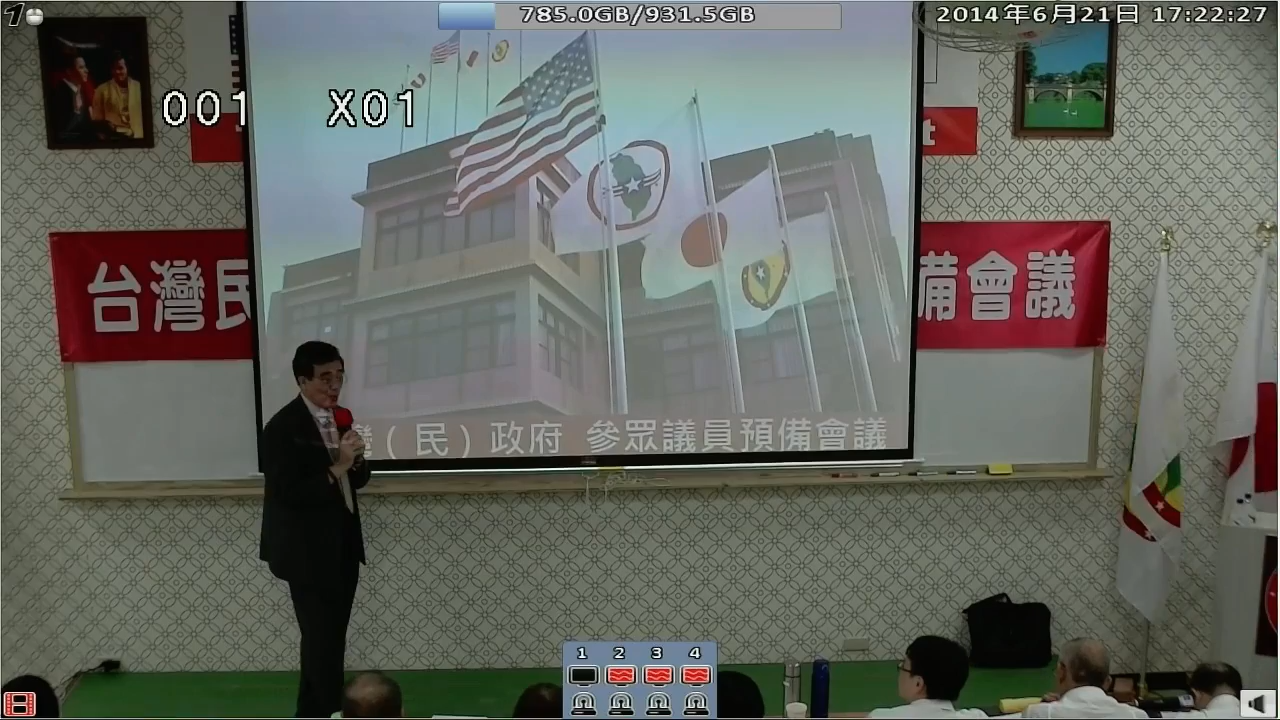 785.0GB/931.5GB
2014年6月21日 17:22:27
001 X01
t
台灣民
備會議
灣(民)政府 參眾議員預備會議
1 2 3 4